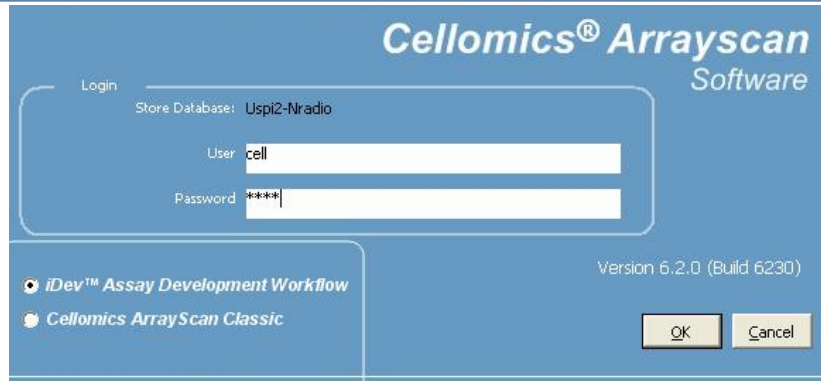 Cellomics® Arrayscan
Software
Login
Store Database: Uspi2-Nradio
User cell
Password ****
Version 6.2.0 (Build 6230)
iDev™ Assay Development Workflow
Cellomics ArrayScan Classic
OK Cancel